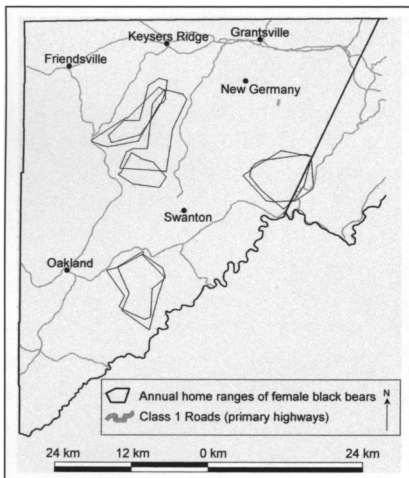 Keysers Ridge
Grantsville
Friendsville
New Germany
Swanton
Oakland
Annual home ranges of female black bears
N
Class 1 Roads (primary highways)
24 km 12 km 0 km 24 km